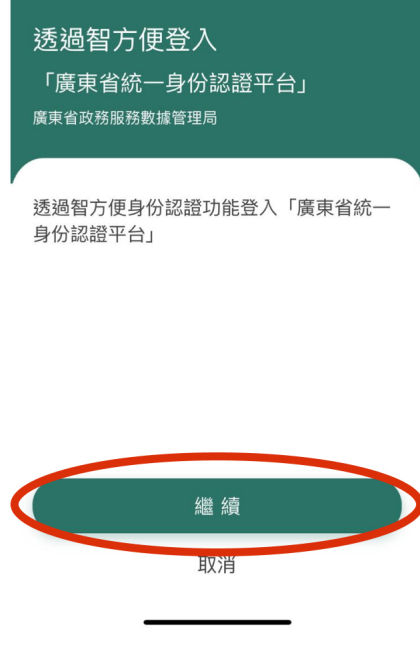 透過智方便登入
「廣東省統一身份認證平台」
廣東省政務服務數據管理局
透過智方便身份認證功能登入「廣東省統一
身份認證平台」
繼續
取消